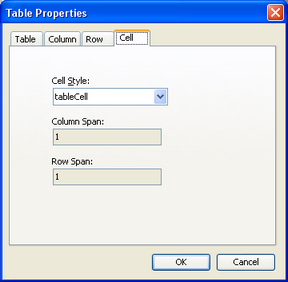 Table Properties
Table Column Row Cell
Cell Style:
tableCell
Column Span:
1
Row Span:
1
OK Cancel